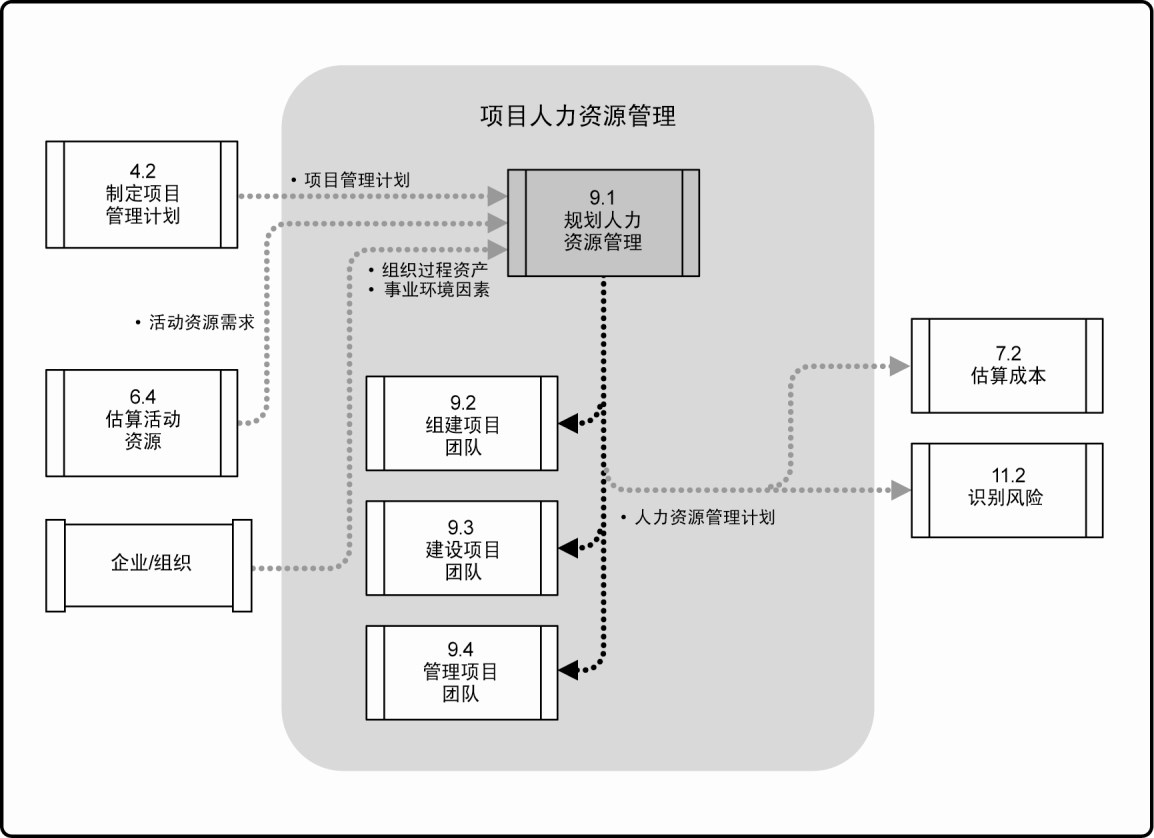 项目人力资源管理
4.2
制定项目
管理计划
• 项目管理计划
9.1
规划人力
资源管理
• 组织过程资产
• 事业环境因素
• 活动资源需求
6.4
估算活动
资源
企业/组织
9.2
组建项目
团队
9.3
建设项目
团队
9.4
管理项目
团队
• 人力资源管理计划
7.2
估算成本
11.2
识别风险